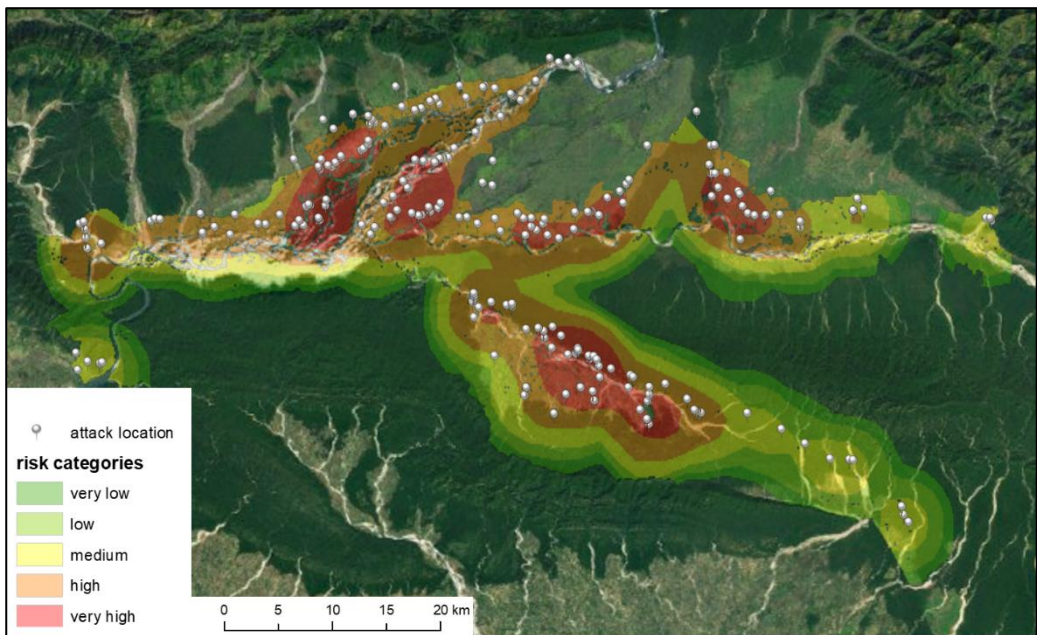 attack location
risk categories
very low
low
medium
high
very high
0 5 10 15 20 km